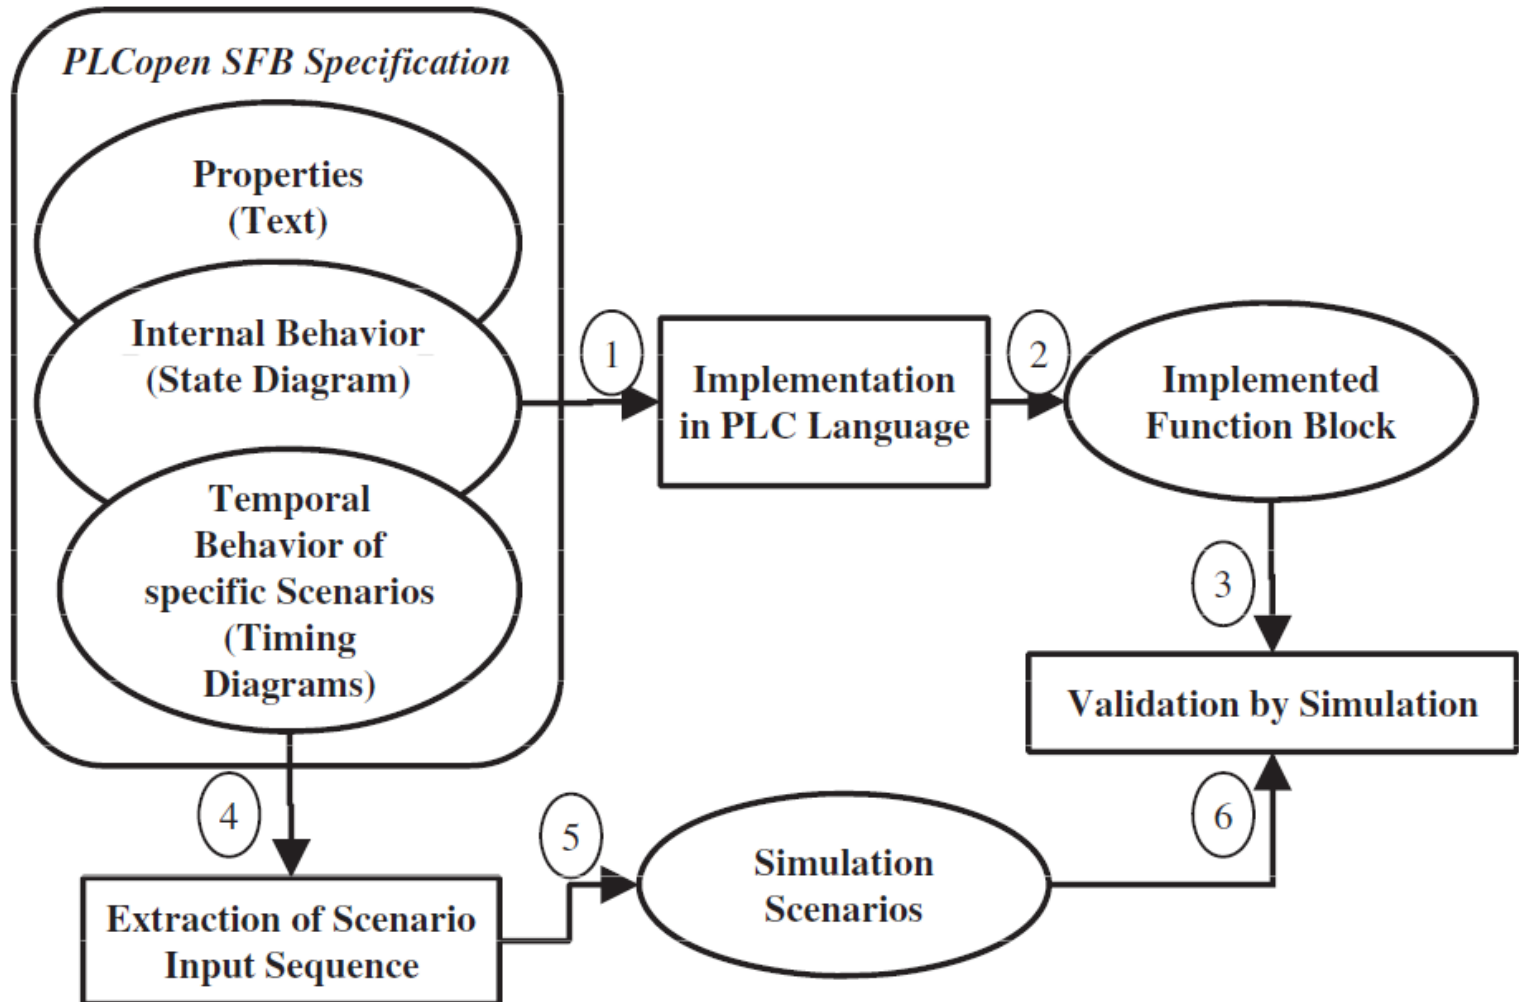 PLCopen SFB Specification
Properties
(Text)
Internal Behavior
(State Diagram)
Temporal
Behavior of
specific Scenarios
(Timing
Diagrams)
1
Implementation
in PLC Language
2
Implemented
Function Block
3
Validation by Simulation
4
Extraction of Scenario
Input Sequence
5
Simulation
Scenarios
6